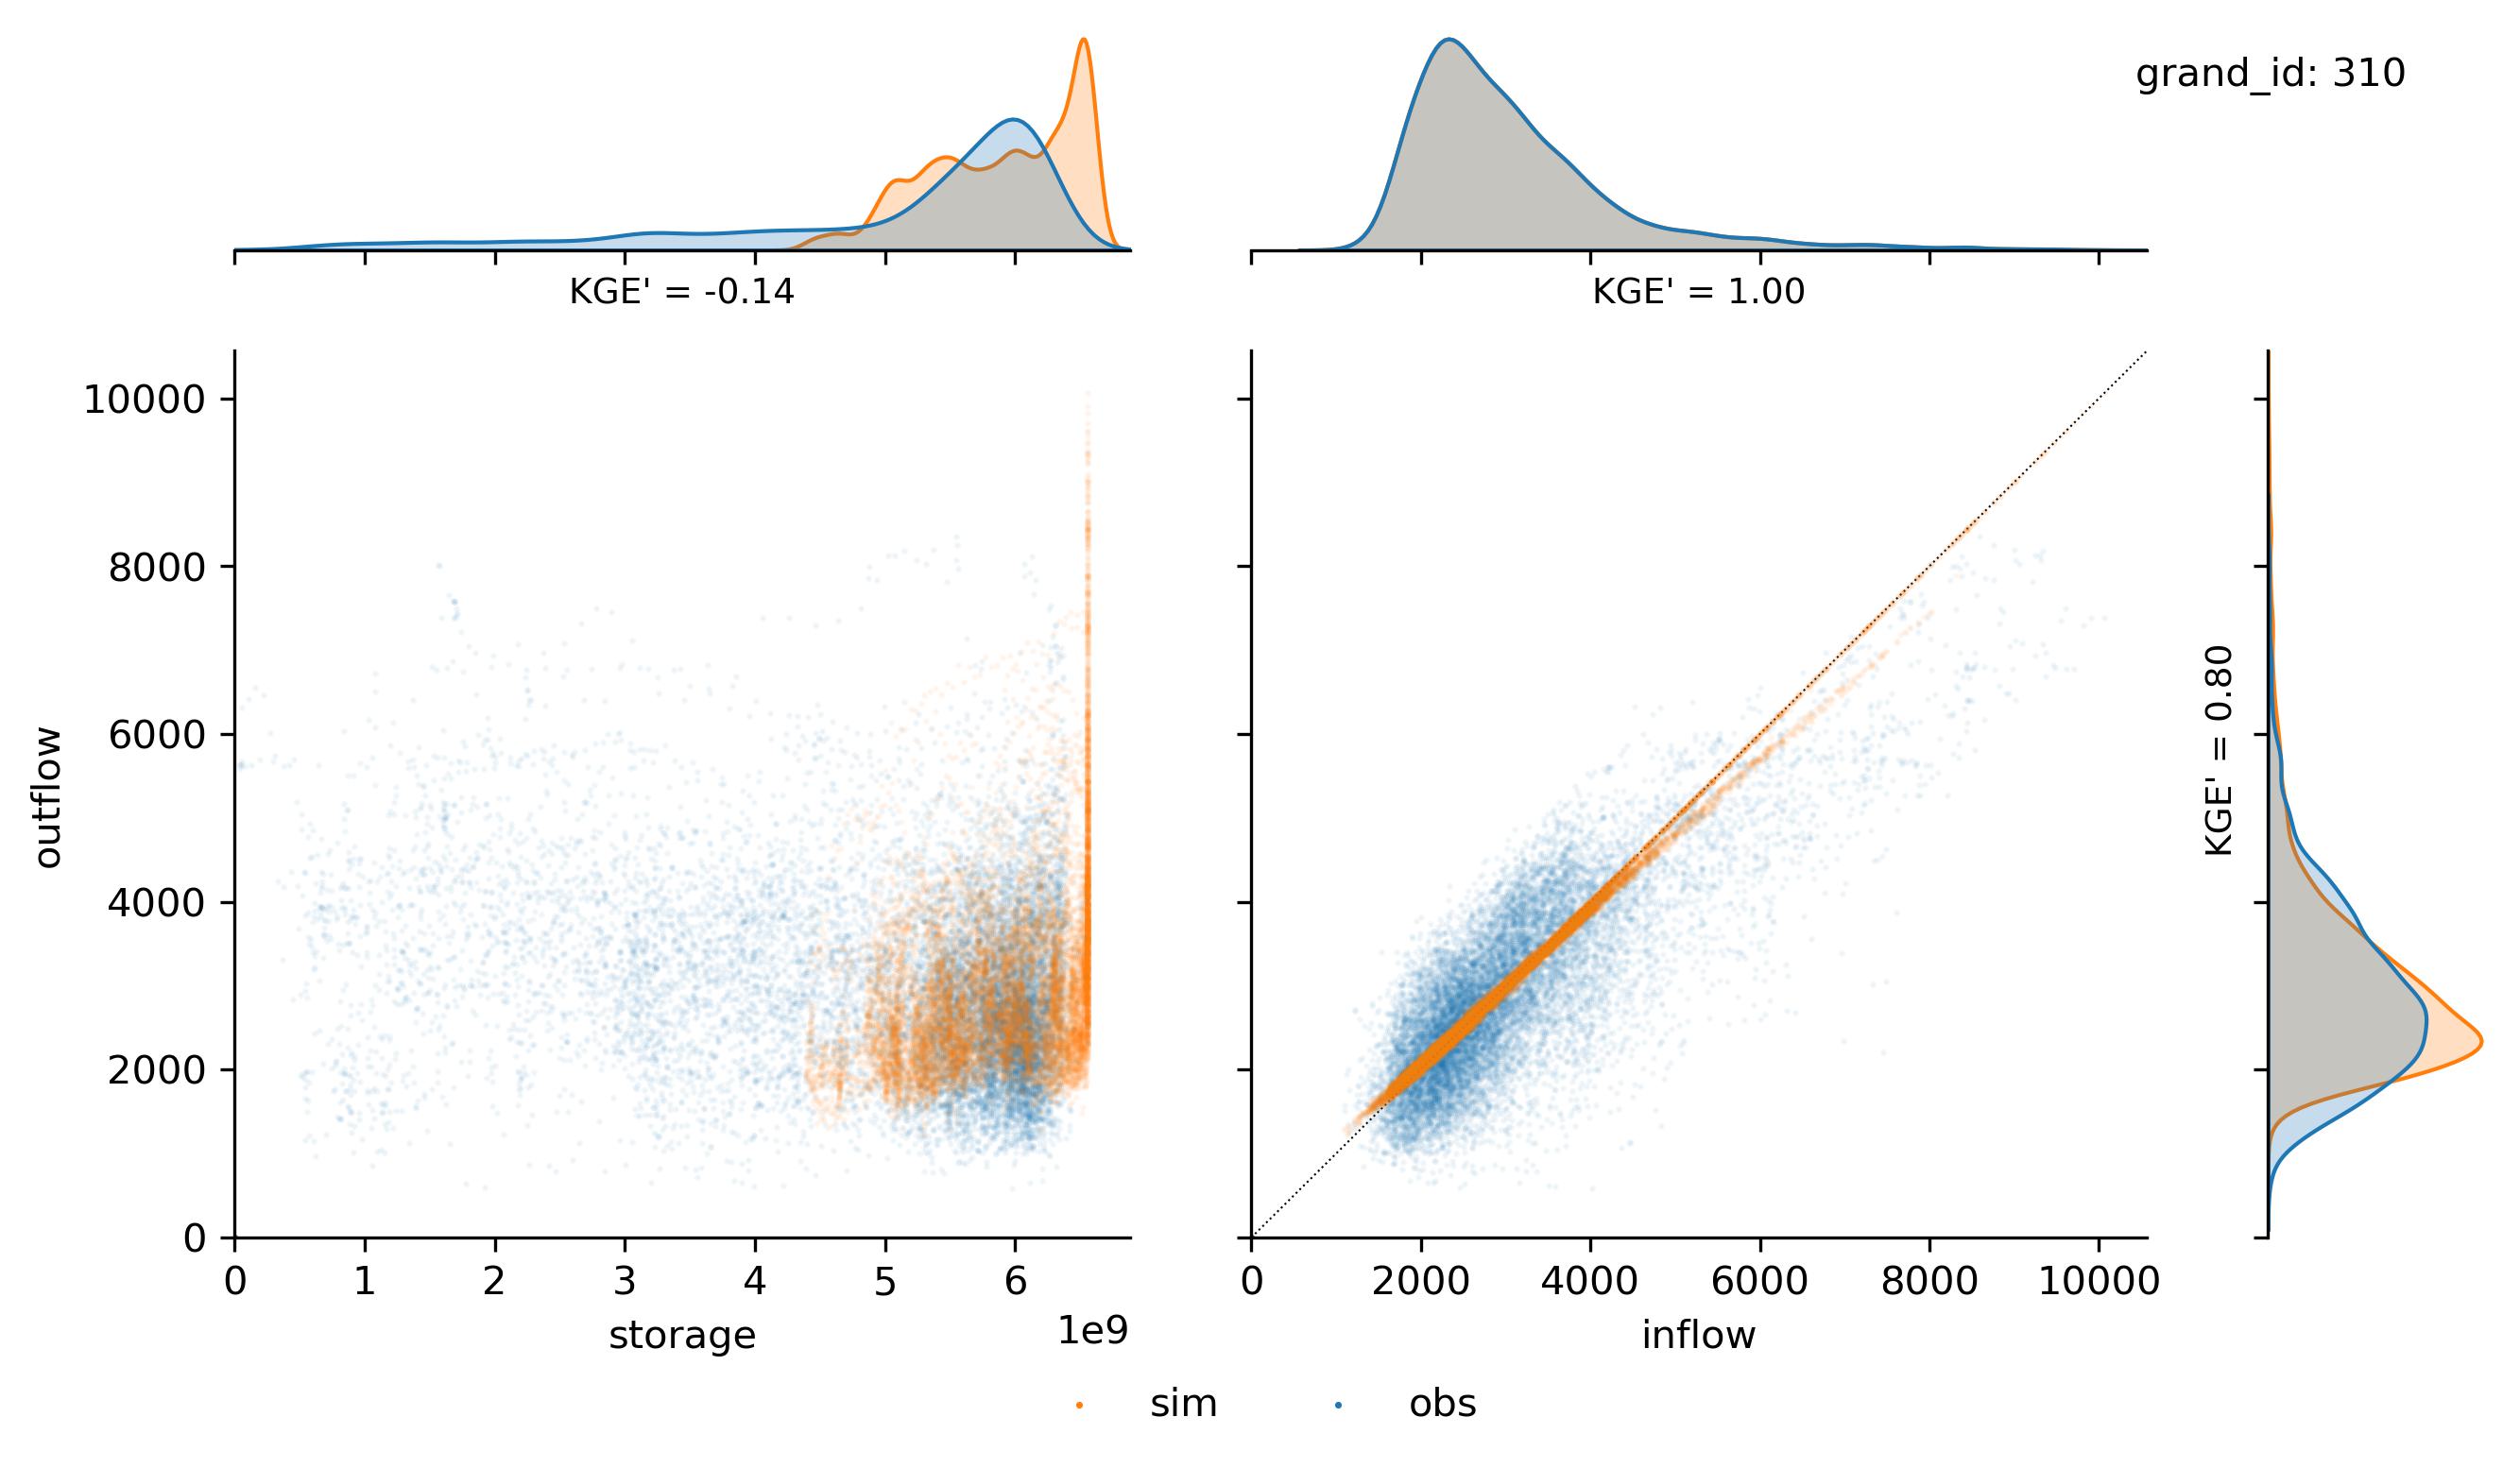 grand_id: 310
KGE' = -0.14
KGE' = 1.00
10000
8000
6000
4000
2000
0
outflow
KGE' = 0.80
0 1 2 3 4 5 6
0 2000 4000 6000 8000 10000
storage
1e9
inflow
sim
obs